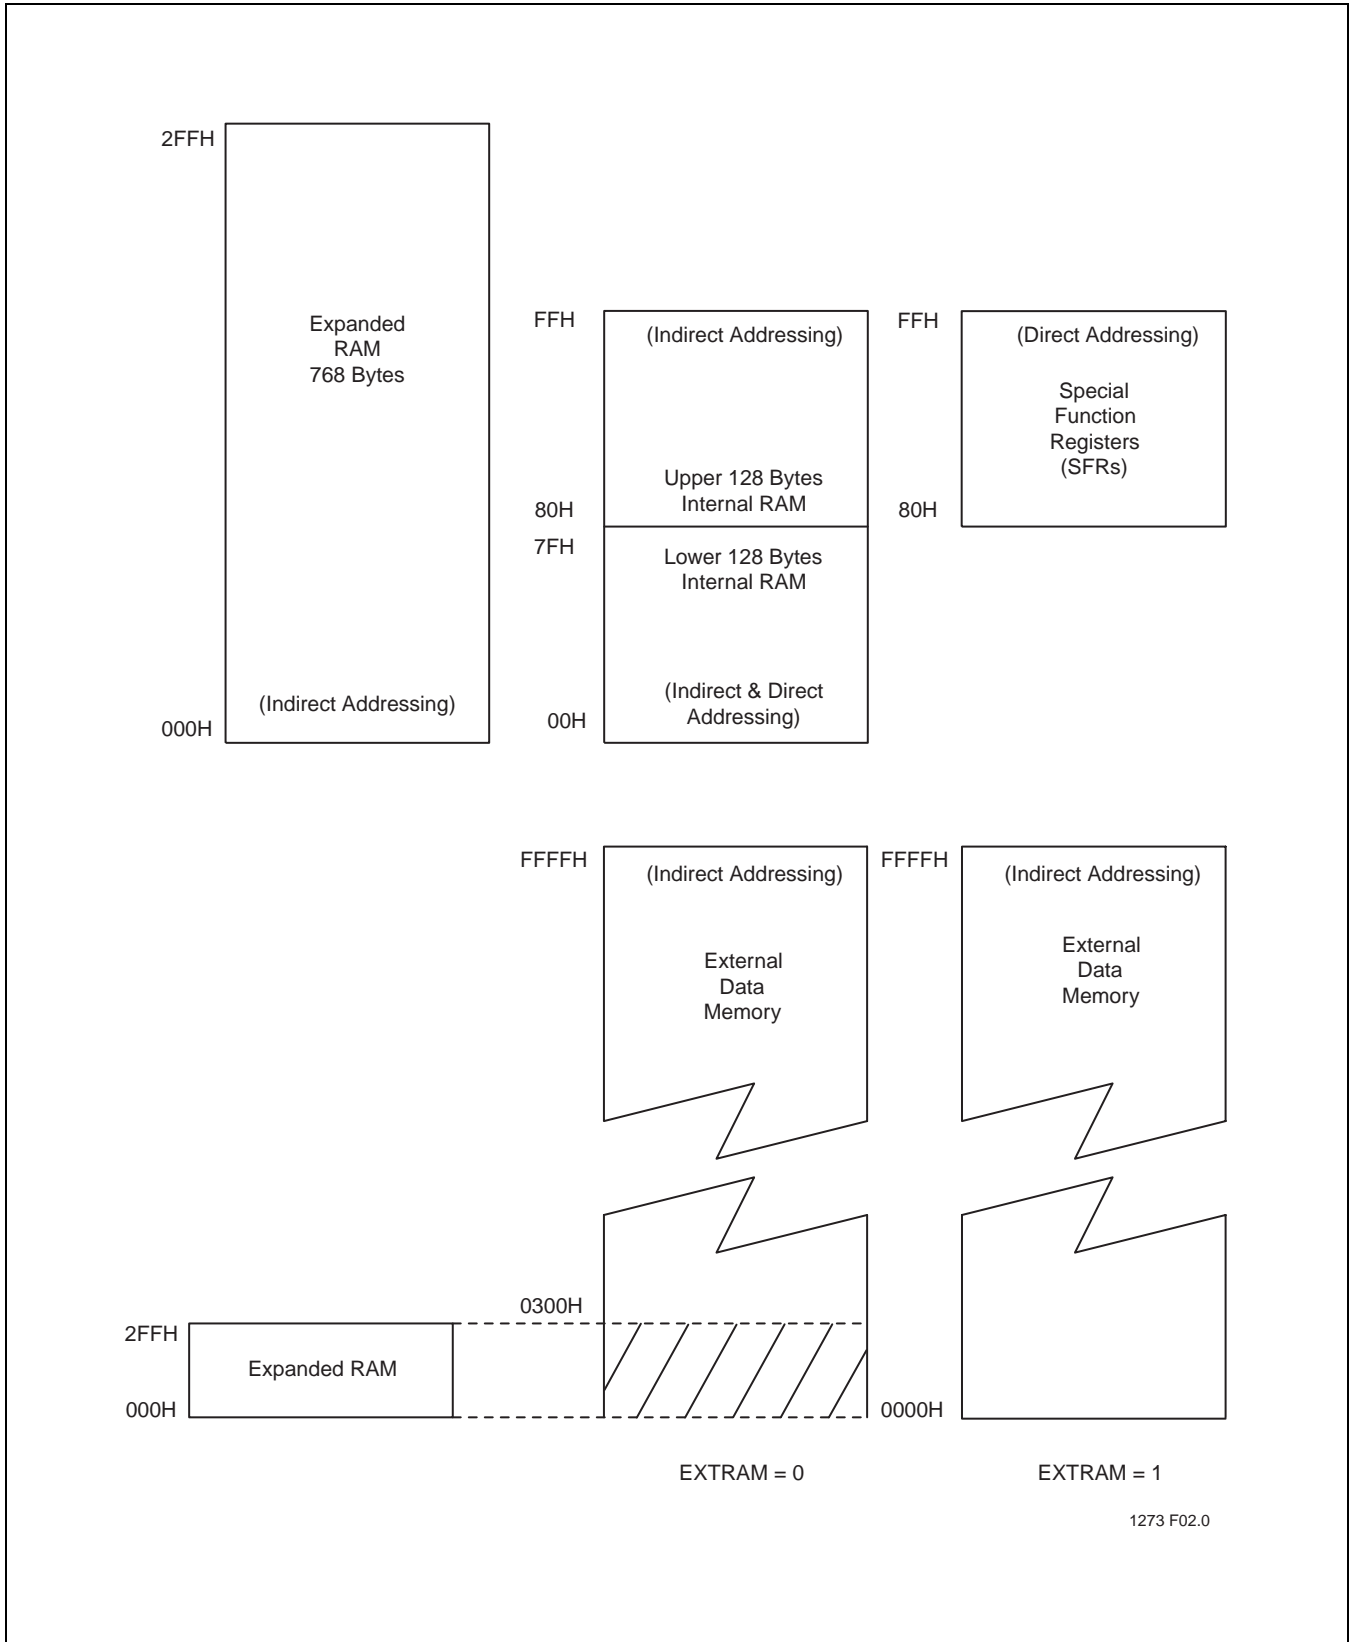 2FFH
Expanded
RAM
768 Bytes
(Indirect Addressing)
000H
FFH
(Indirect Addressing)
Upper 128 Bytes
Internal RAM
80H
7FH
Lower 128 Bytes
Internal RAM
(Indirect & Direct
Addressing)
00H
FFH
(Direct Addressing)
Special
Function
Registers
(SFRs)
80H
FFFFH
(Indirect Addressing)
External
Data
Memory
FFFFH
(Indirect Addressing)
External
Data
Memory
0300H
2FFH
Expanded RAM
000H
0000H
EXTRAM = 0
EXTRAM = 1
1273 F02.0